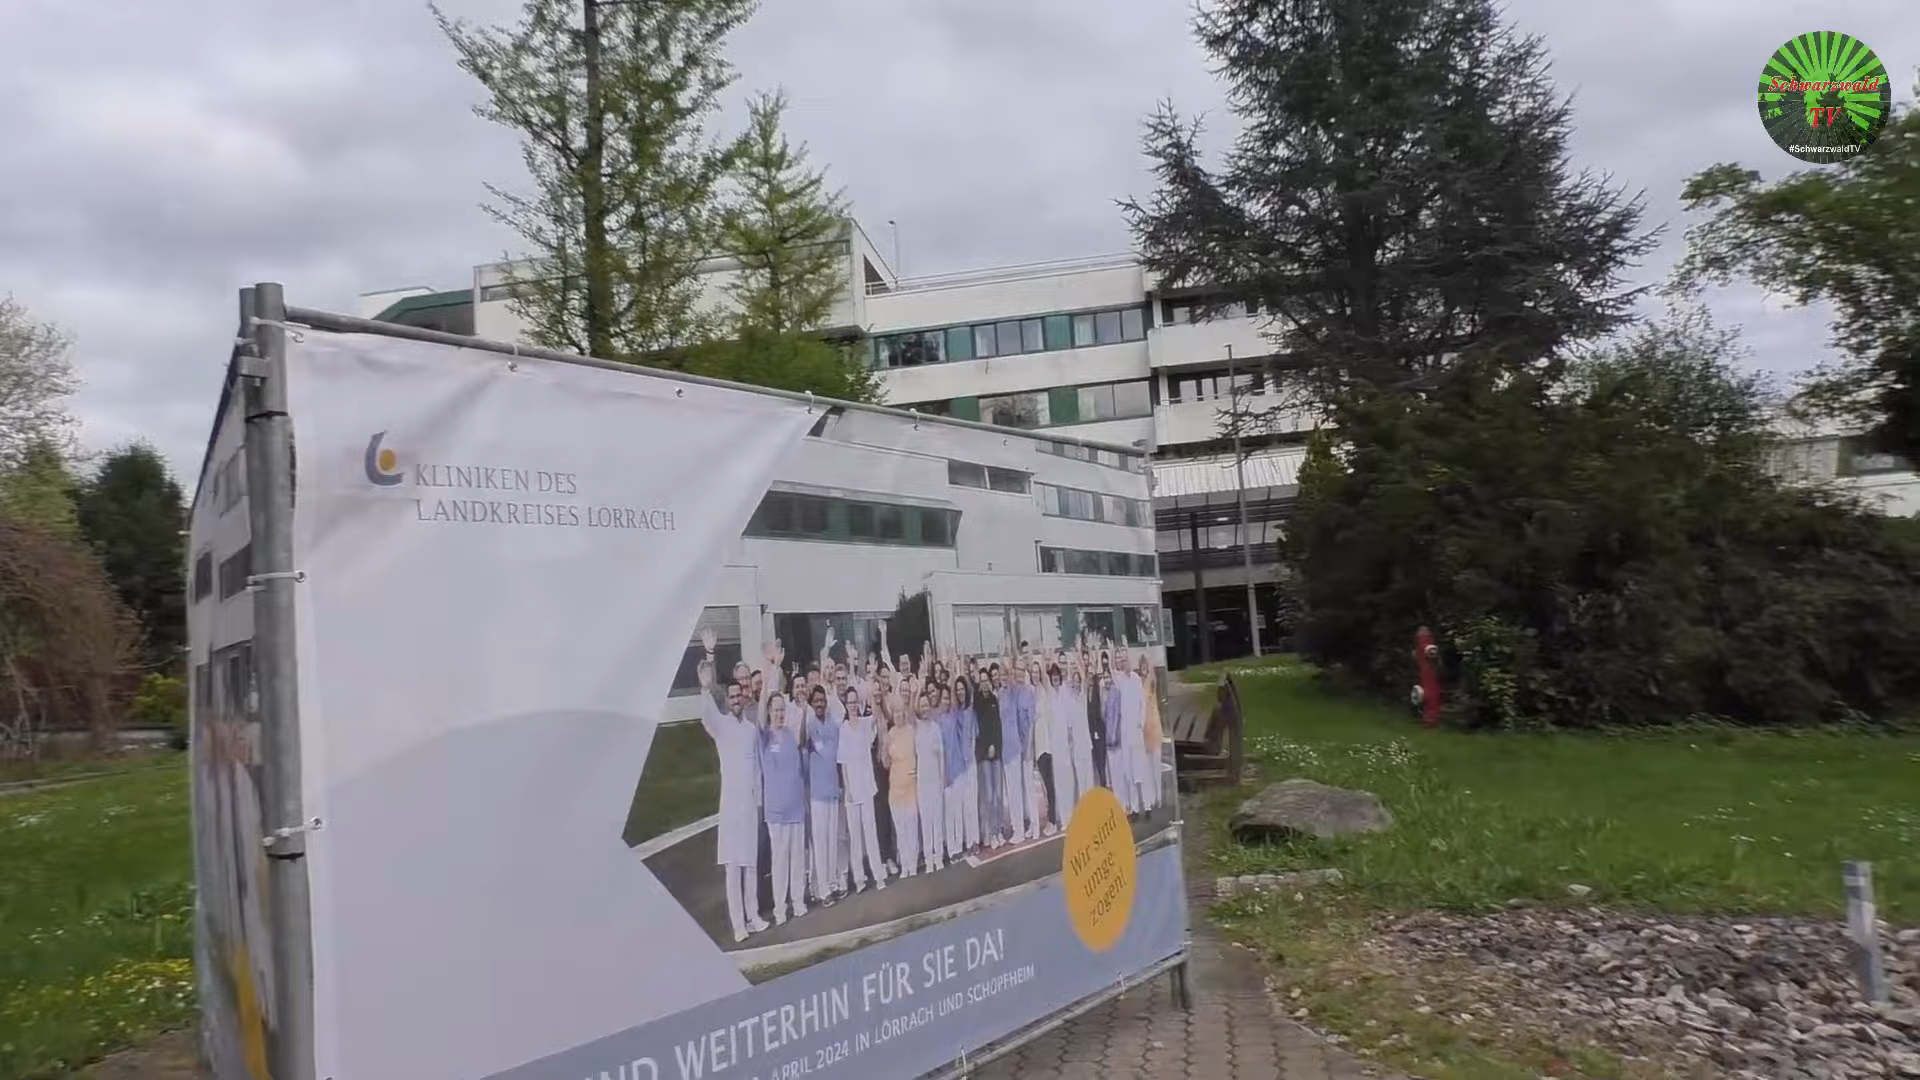 Schwarzwald
TV
#SchwarzwaldTV
KLINIKEN DES
LANDKREISES LÖRRACH
Wir sind
umge
zogen!
WEITERHIN FÜR SIE DA!
APRIL 2024 IN LÖRRACH UND SCHOPFHEIM